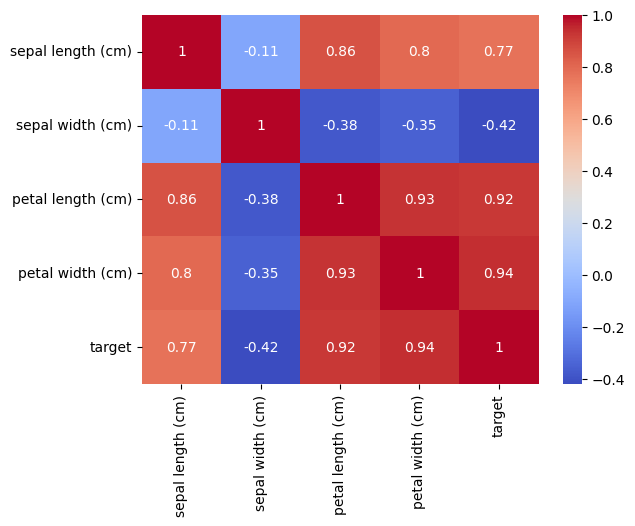 sepal length (cm) 1 -0.11 0.86 0.8 0.77
sepal width (cm) -0.11 1 -0.38 -0.35 -0.42
petal length (cm) 0.86 -0.38 1 0.93 0.92
petal width (cm) 0.8 -0.35 0.93 1 0.94
target 0.77 -0.42 0.92 0.94 1
sepal length (cm)
sepal width (cm)
petal length (cm)
petal width (cm)
target
1.0
0.8
0.6
0.4
0.2
0.0
−0.2
−0.4